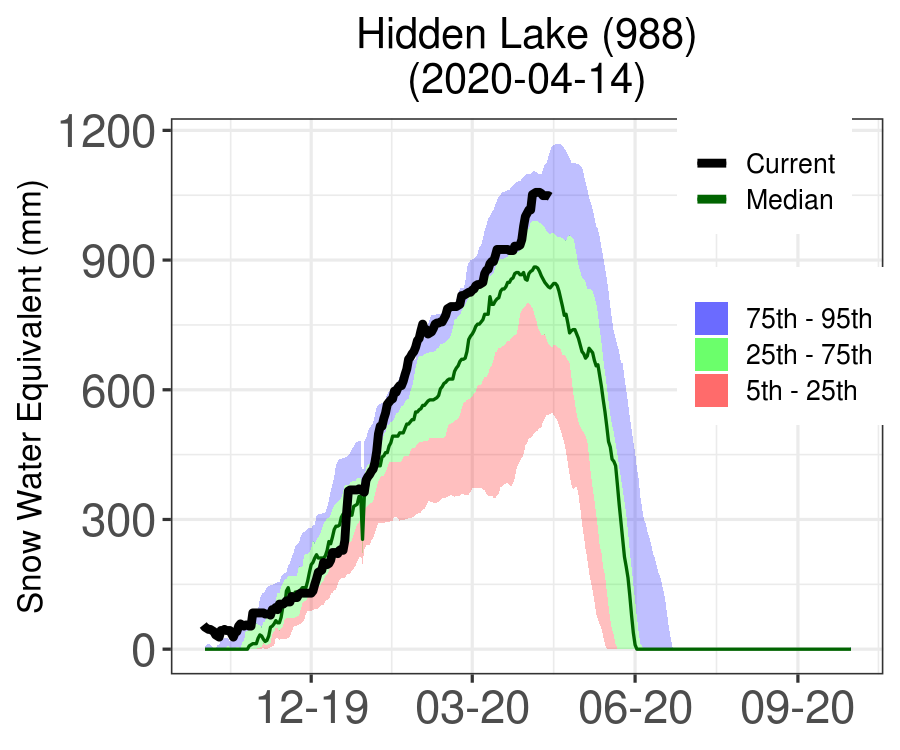 Hidden Lake (988)
(2020-04-14)
Snow Water Equivalent (mm)
1200
900
600
300
0
Current
Median
75th - 95th
25th - 75th
5th - 25th
12-19
03-20
06-20
09-20